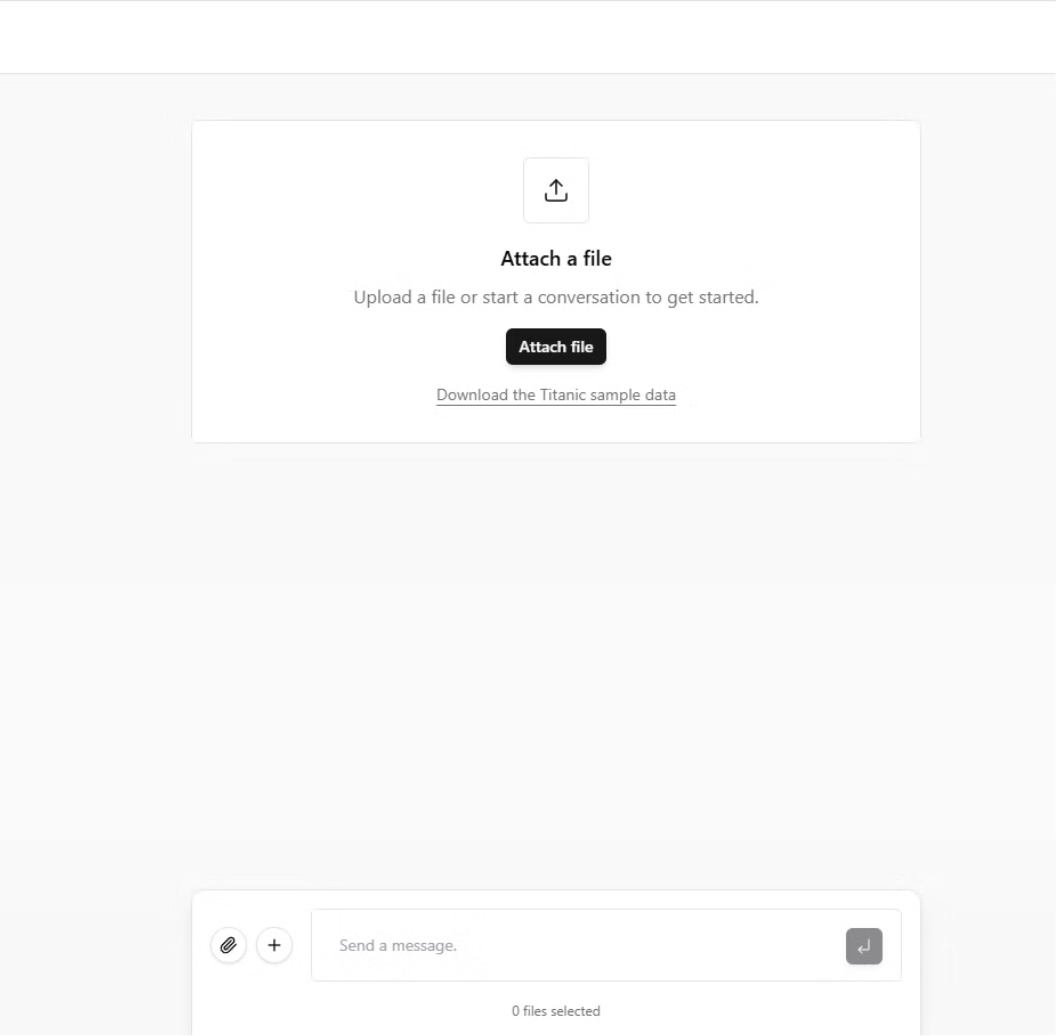 Attach a file
Upload a file or start a conversation to get started.
Attach file
Download the Titanic sample data
Send a message.
0 files selected